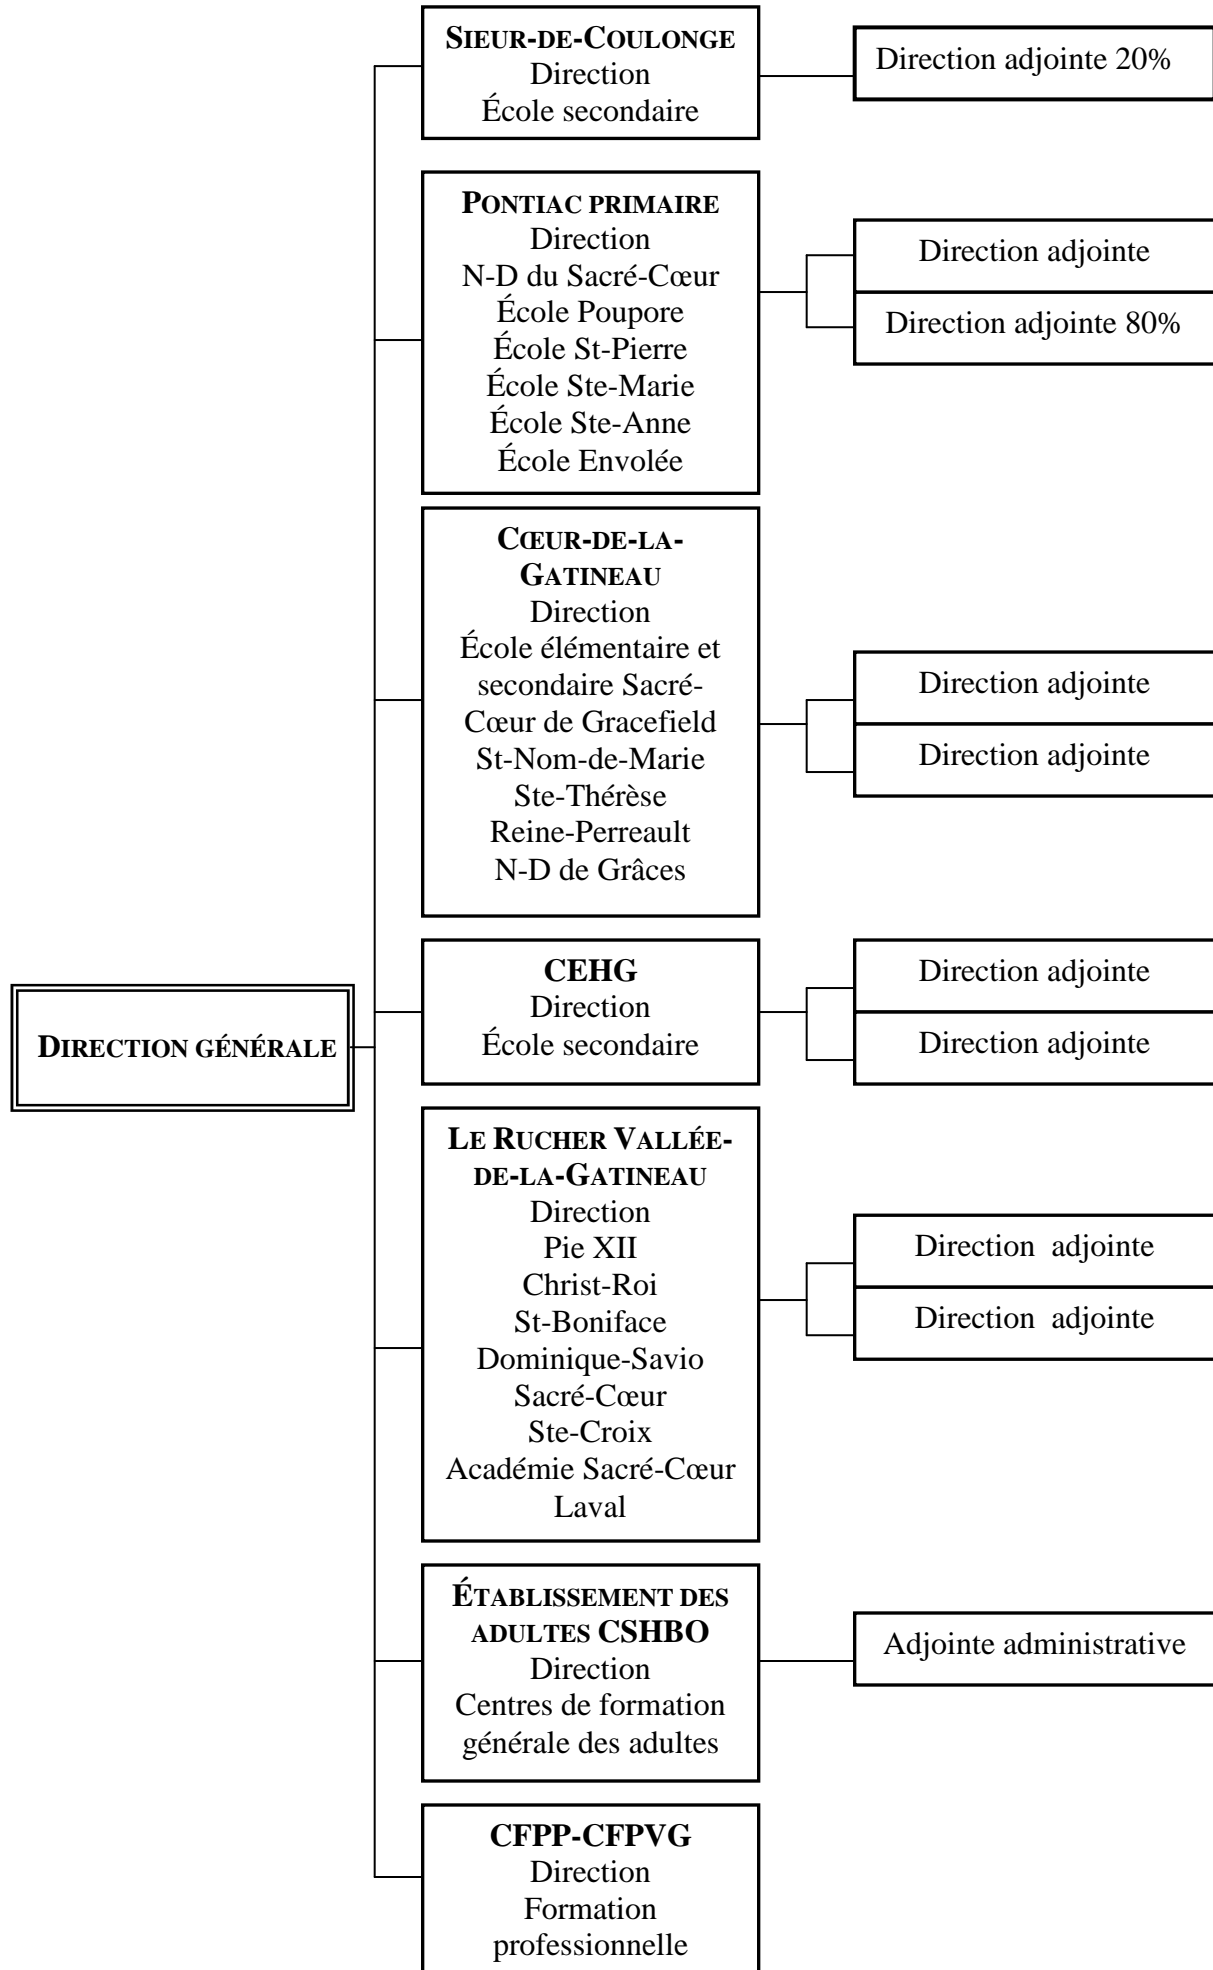 SIEUR-DE-COULONGE
Direction
École secondaire
Direction adjointe 20%
PONTIAC PRIMAIRE
Direction
N-D du Sacré-Cœur
École Poupore
École St-Pierre
École Ste-Marie
École Ste-Anne
École Envolée
Direction adjointe
Direction adjointe 80%
CŒUR-DE-LA-
GATINEAU
Direction
École élémentaire et
secondaire Sacré-
Cœur de Gracefield
St-Nom-de-Marie
Ste-Thérèse
Reine-Perreault
N-D de Grâces
Direction adjointe
Direction adjointe
DIRECTION GÉNÉRALE
CEHG
Direction
École secondaire
Direction adjointe
Direction adjointe
LE RUCHER VALLÉE-
DE-LA-GATINEAU
Direction
Pie XII
Christ-Roi
St-Boniface
Dominique-Savio
Sacré-Cœur
Ste-Croix
Académie Sacré-Cœur
Laval
Direction adjointe
Direction adjointe
ÉTABLISSEMENT DES
ADULTES CSHBO
Direction
Centres de formation
générale des adultes
Adjointe administrative
CFPP-CFPVG
Direction
Formation
professionnelle